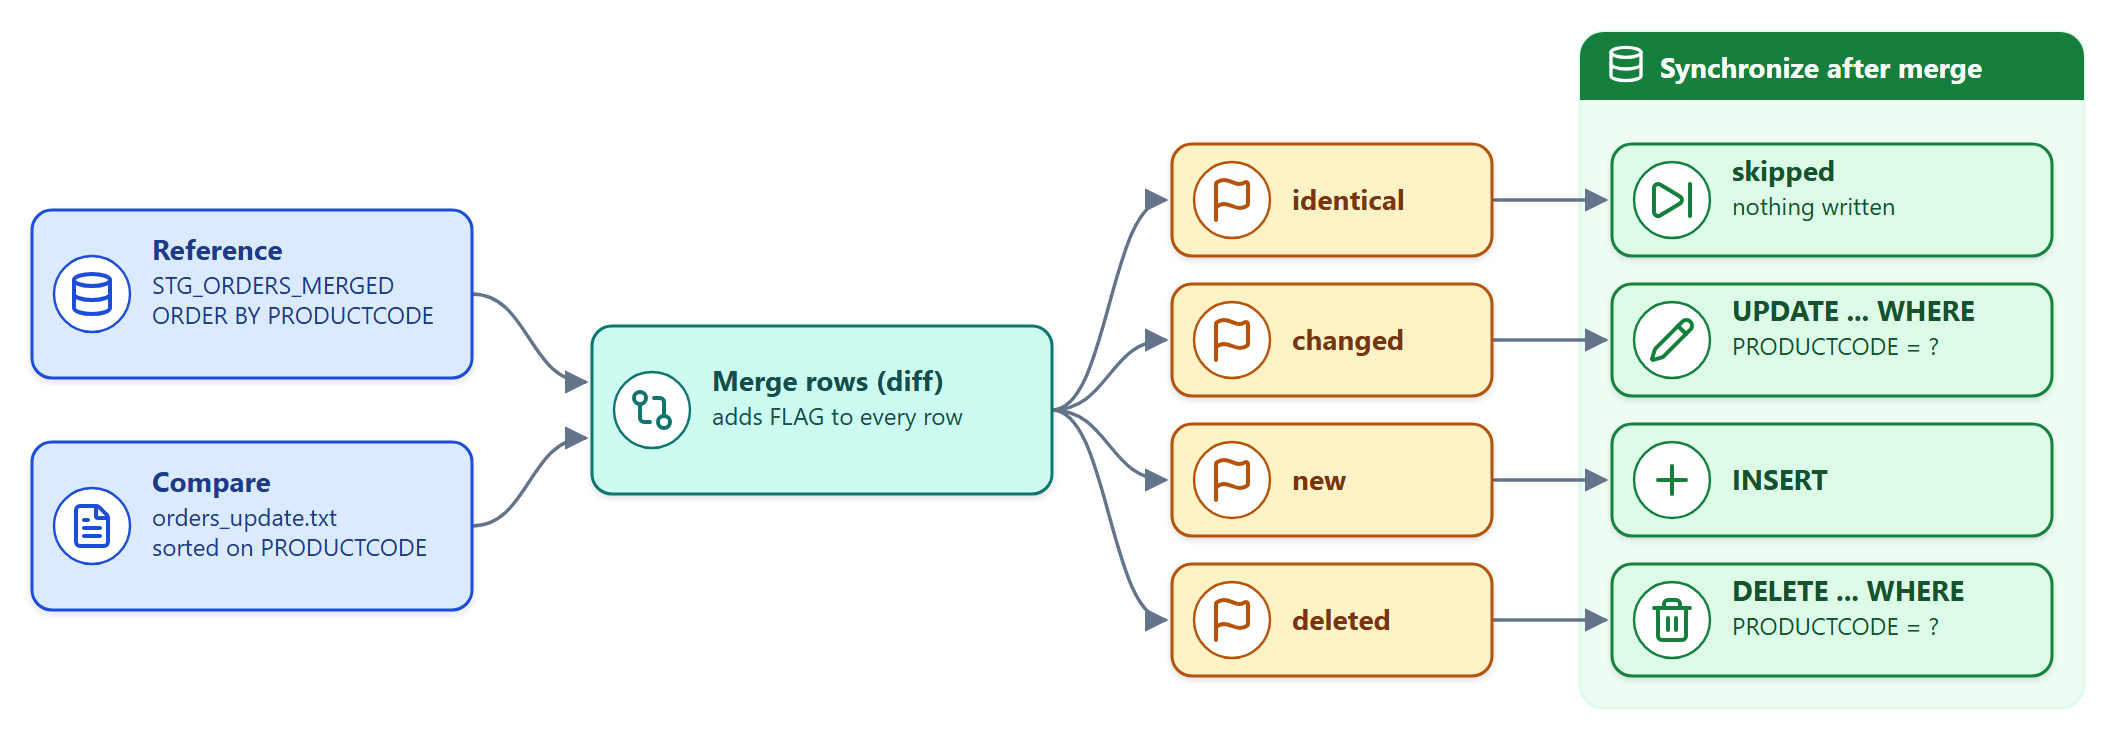 Reference
STG_ORDERS_MERGED
ORDER BY PRODUCTCODE
Compare
orders_update.txt
sorted on PRODUCTCODE
Merge rows (diff)
adds FLAG to every row
identical
changed
new
deleted
Synchronize after merge
skipped
nothing written
UPDATE ... WHERE
PRODUCTCODE = ?
INSERT
DELETE ... WHERE
PRODUCTCODE = ?